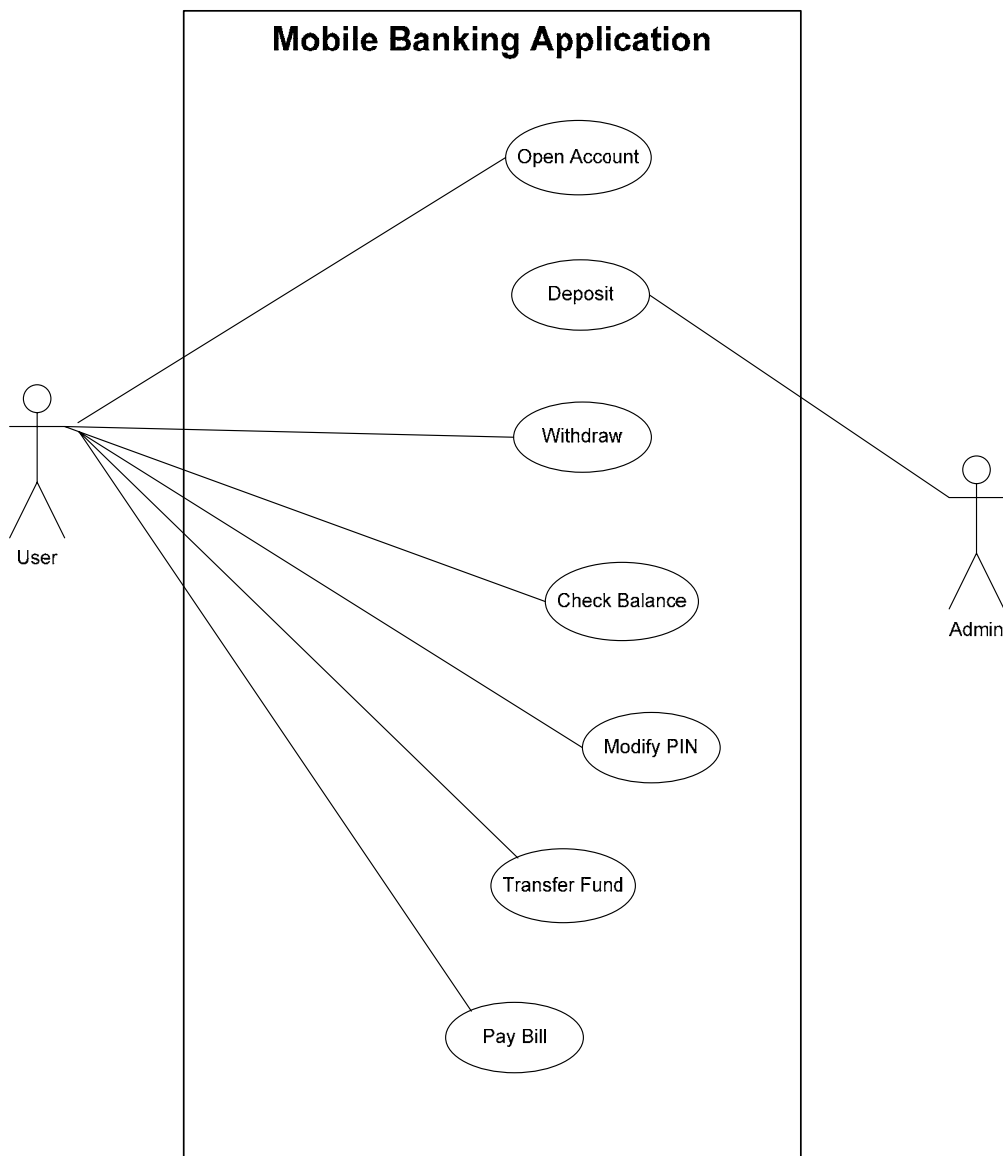 Mobile Banking Application
Open Account
Deposit
Withdraw
User
Check Balance
Admin
Modify PIN
Transfer Fund
Pay Bill